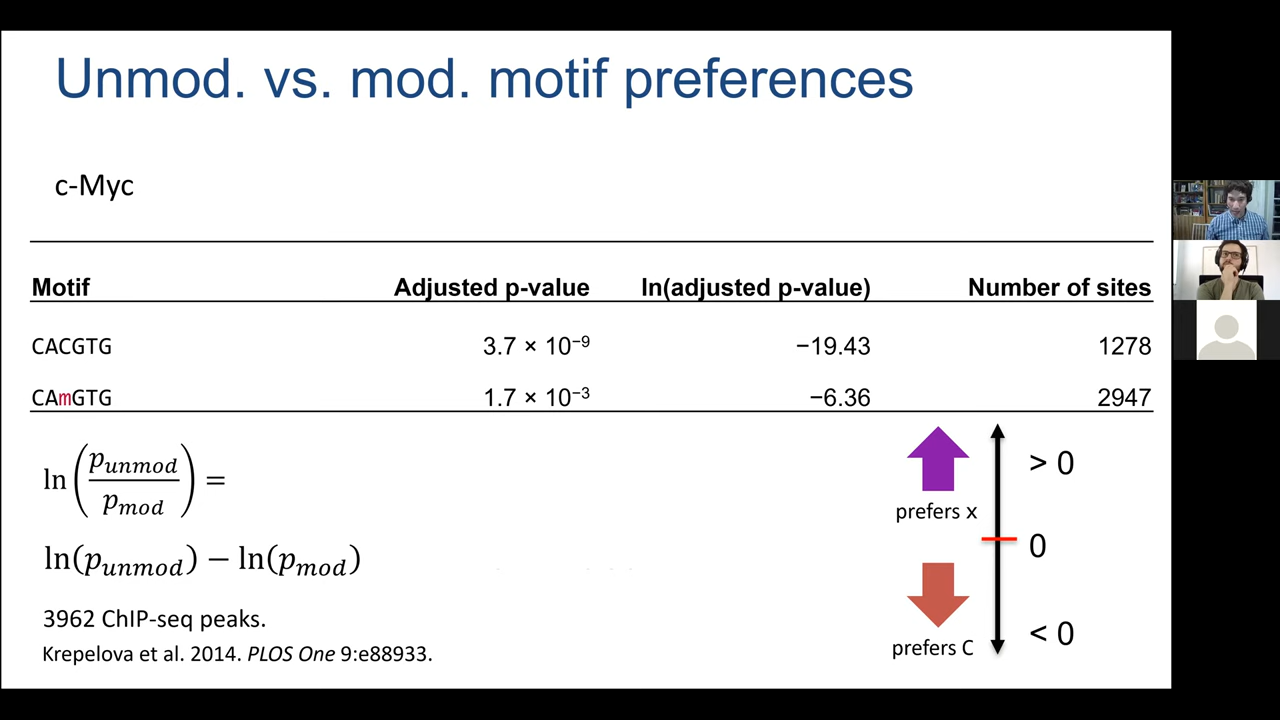 Unmod. vs. mod. motif preferences
c-Myc
Motif Adjusted p-value ln(adjusted p-value) Number of sites
CACGTG 3.7 × 10⁻⁹ −19.43 1278
CAmGTG 1.7 × 10⁻³ −6.36 2947
ln(p_unmod/p_mod) =
ln(p_unmod) − ln(p_mod)
3962 ChIP-seq peaks.
Krepelova et al. 2014. PLOS One 9:e88933.
> 0
prefers x
0
< 0
prefers C